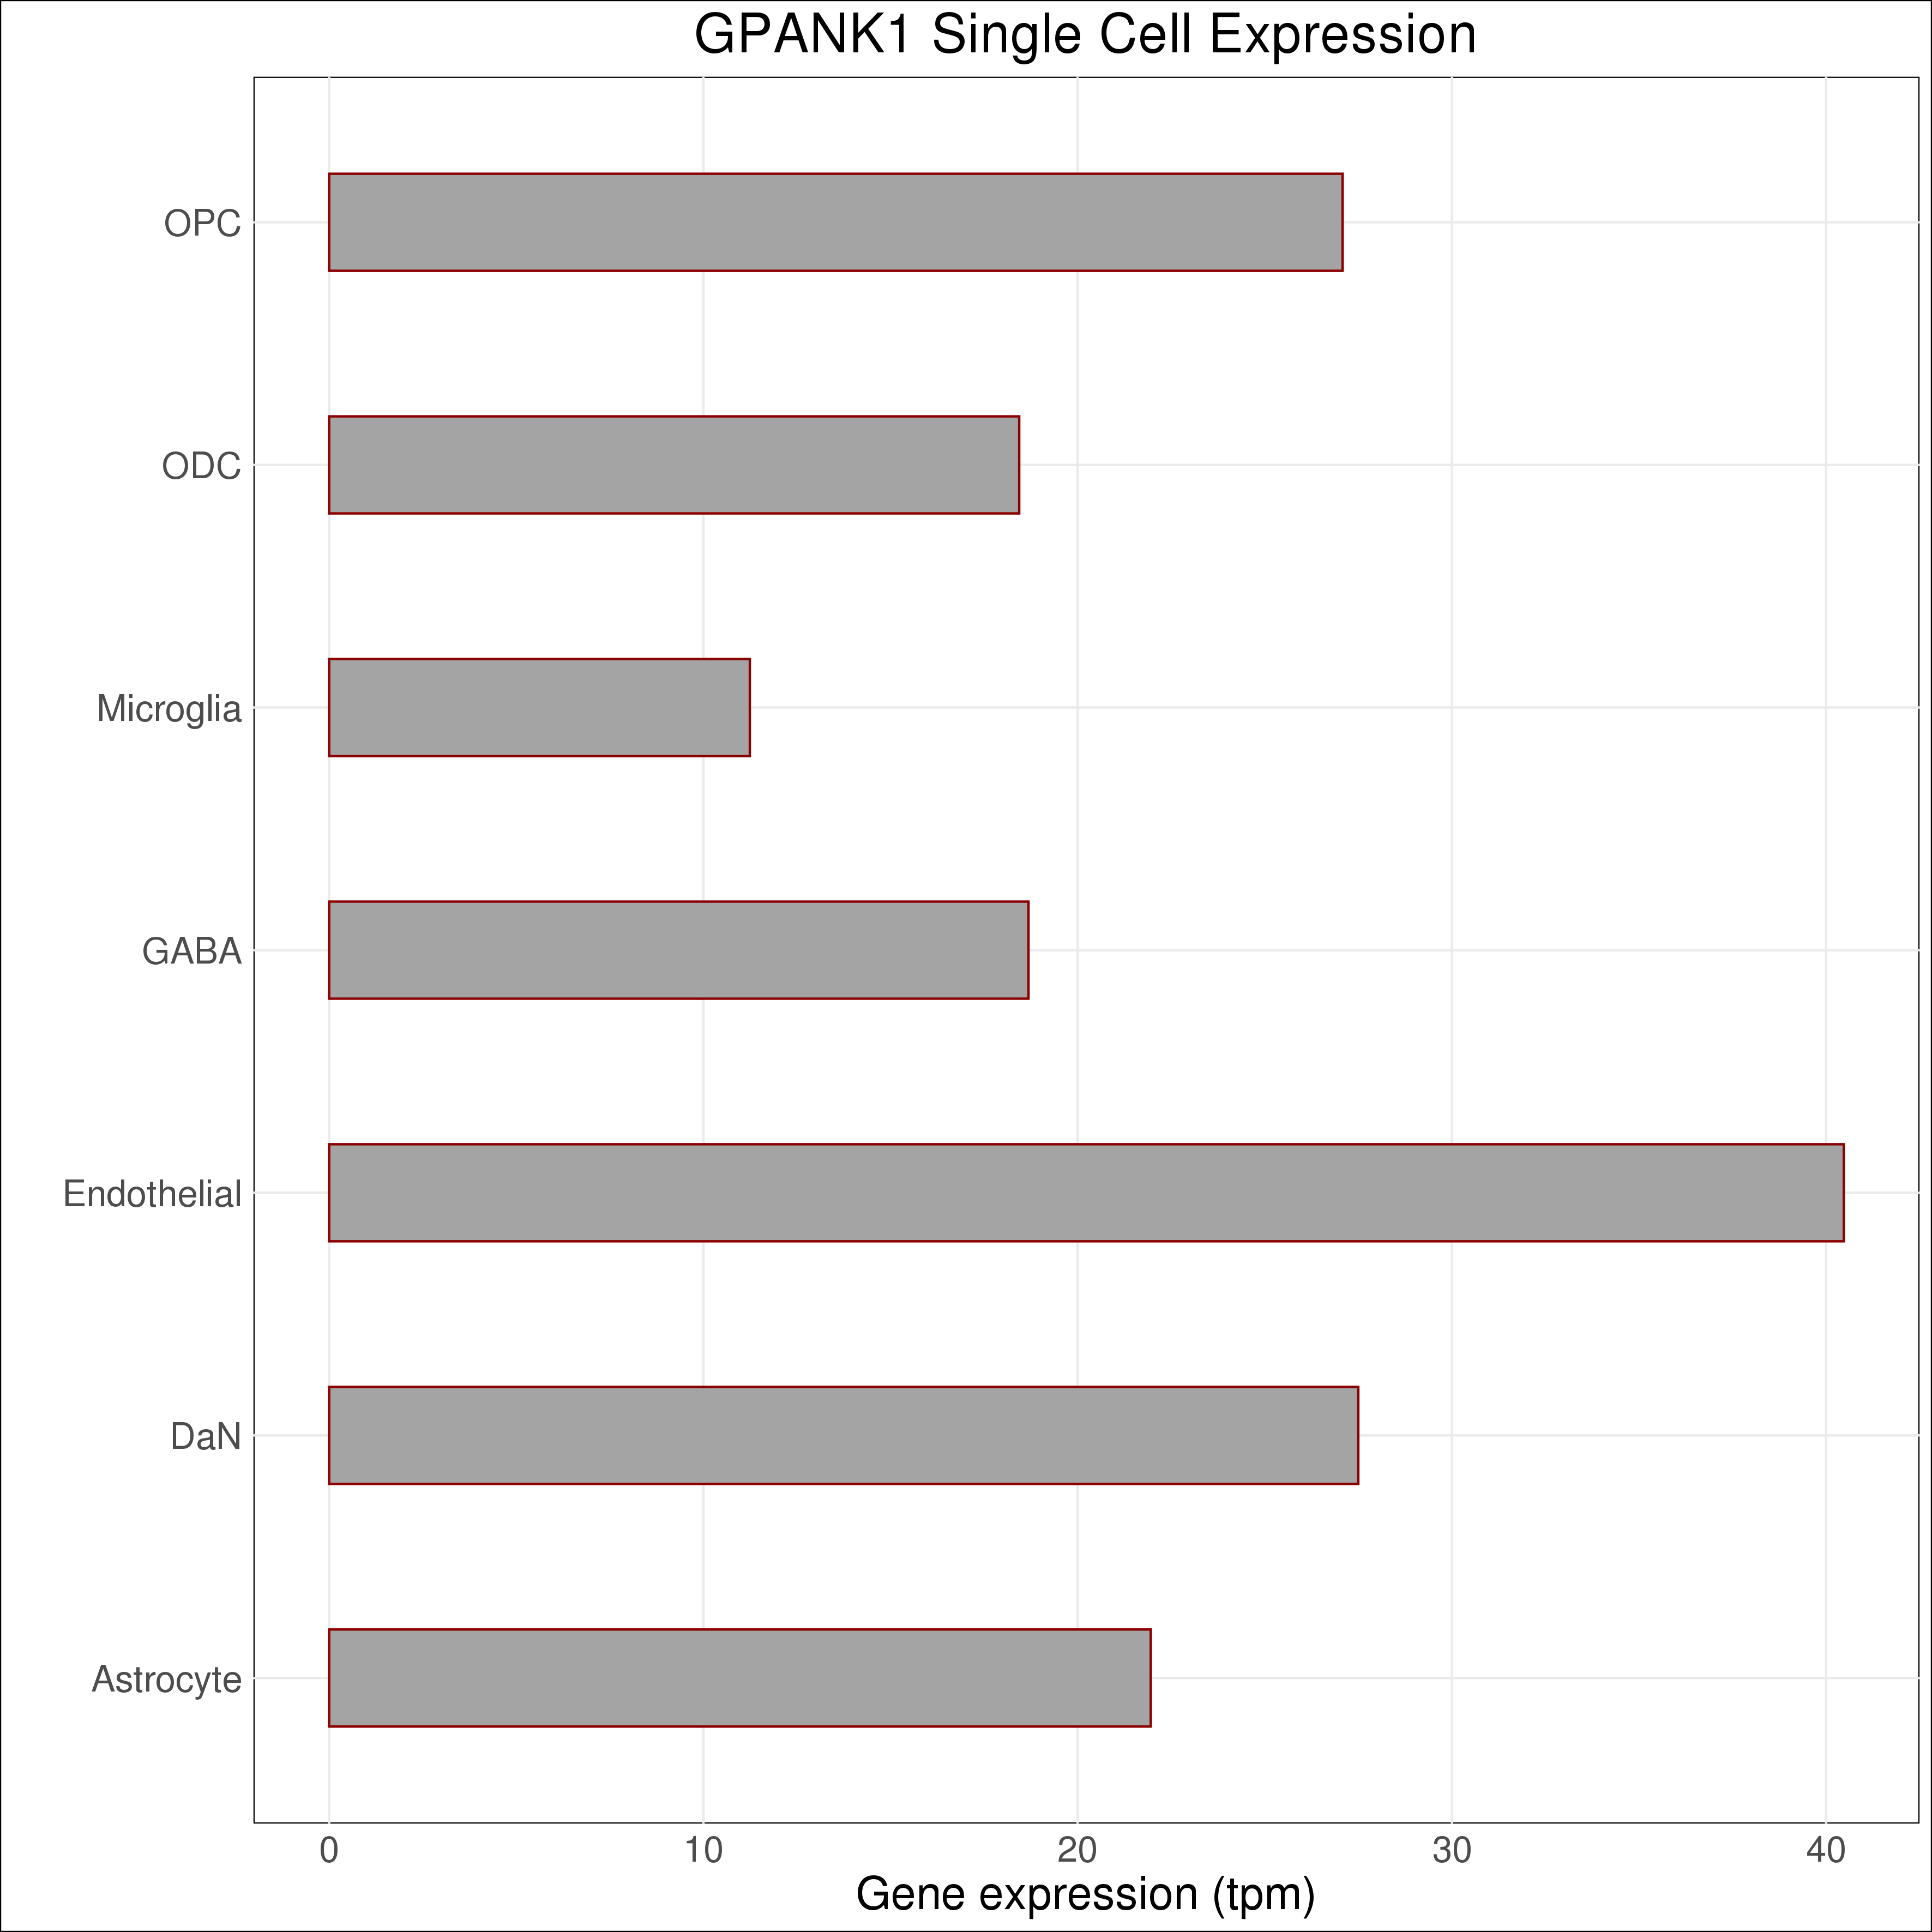 GPANK1 Single Cell Expression
OPC
ODC
Microglia
GABA
Endothelial
DaN
Astrocyte
0 10 20 30 40
Gene expression (tpm)